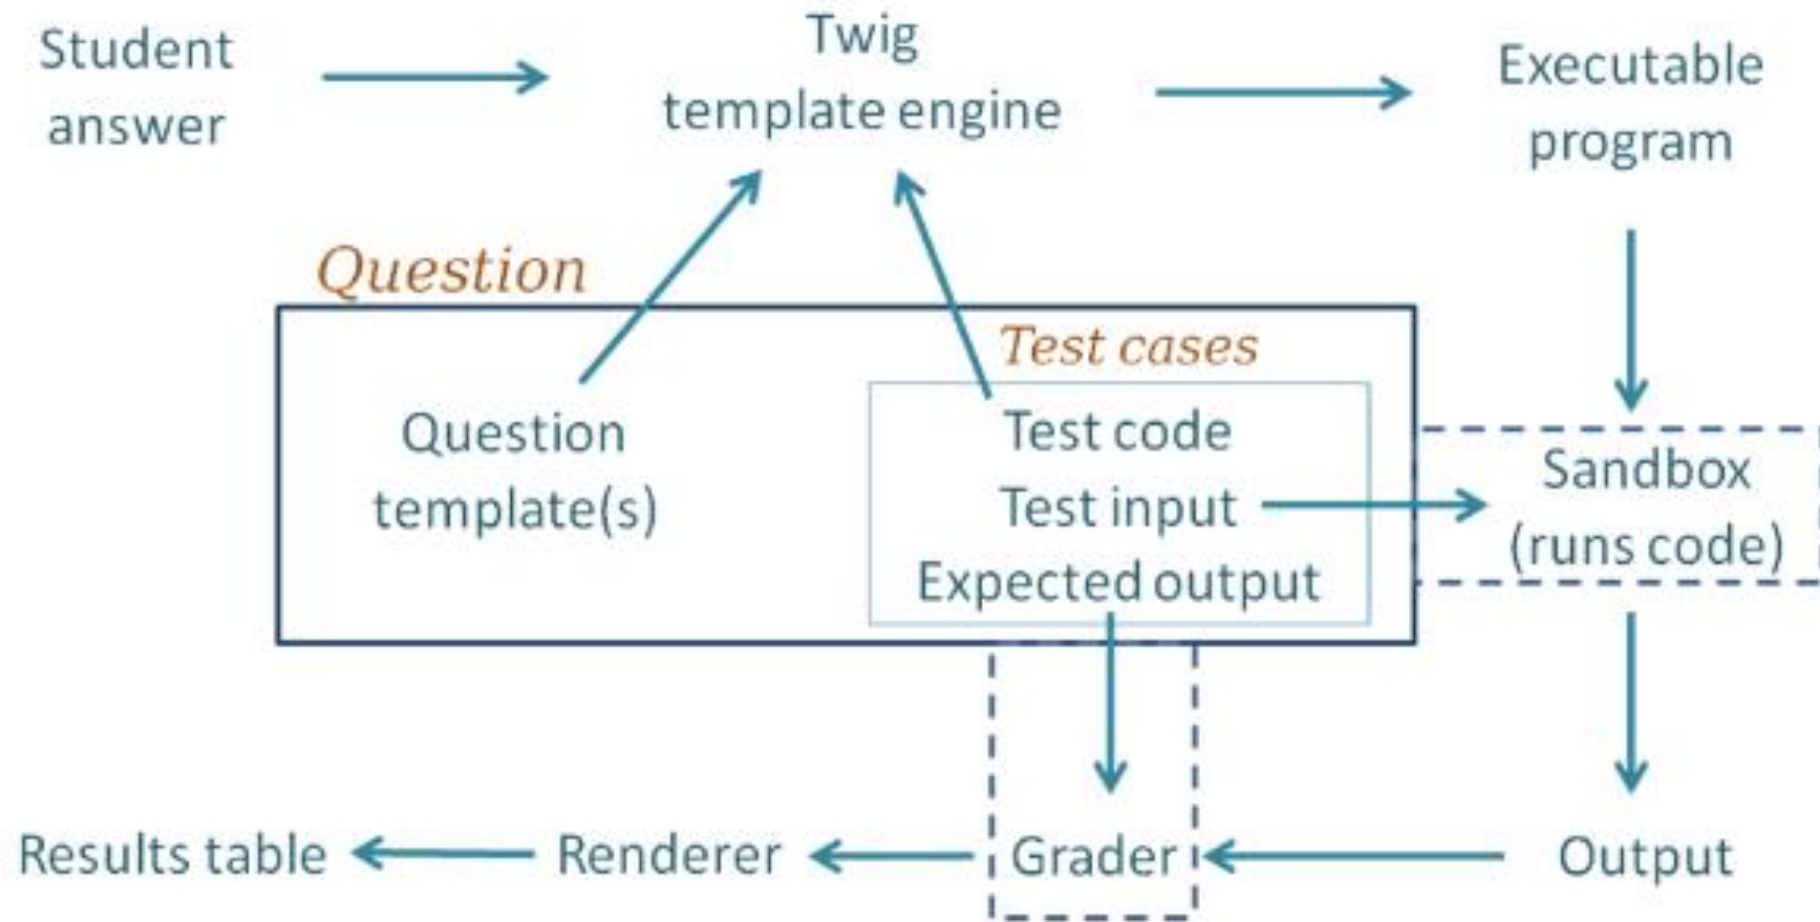 Student
answer
Twig
template engine
Executable
program
Question
Test cases
Question
template(s)
Test code
Test input
Expected output
Sandbox
(runs code)
Results table
Renderer
Grader
Output